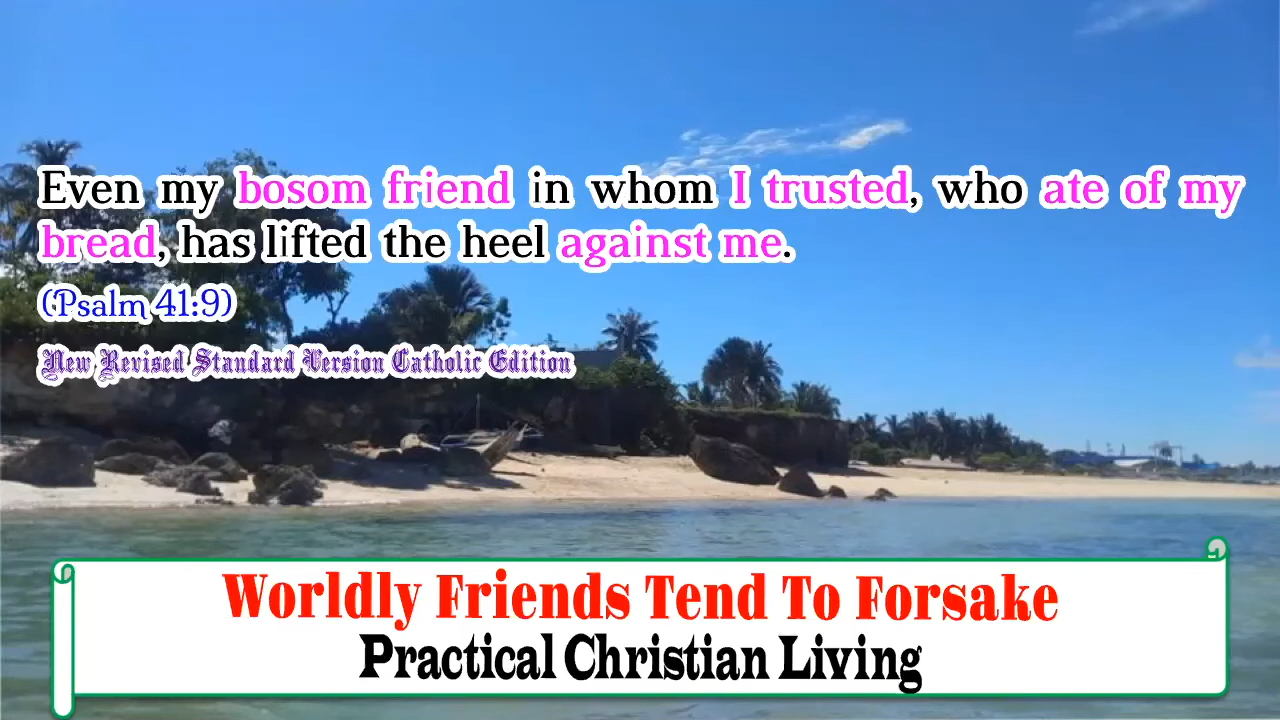 Even my bosom friend in whom I trusted, who ate of my
bread, has lifted the heel against me.
(Psalm 41:9)
New Revised Standard Version Catholic Edition
Worldly Friends Tend To Forsake
Practical Christian Living